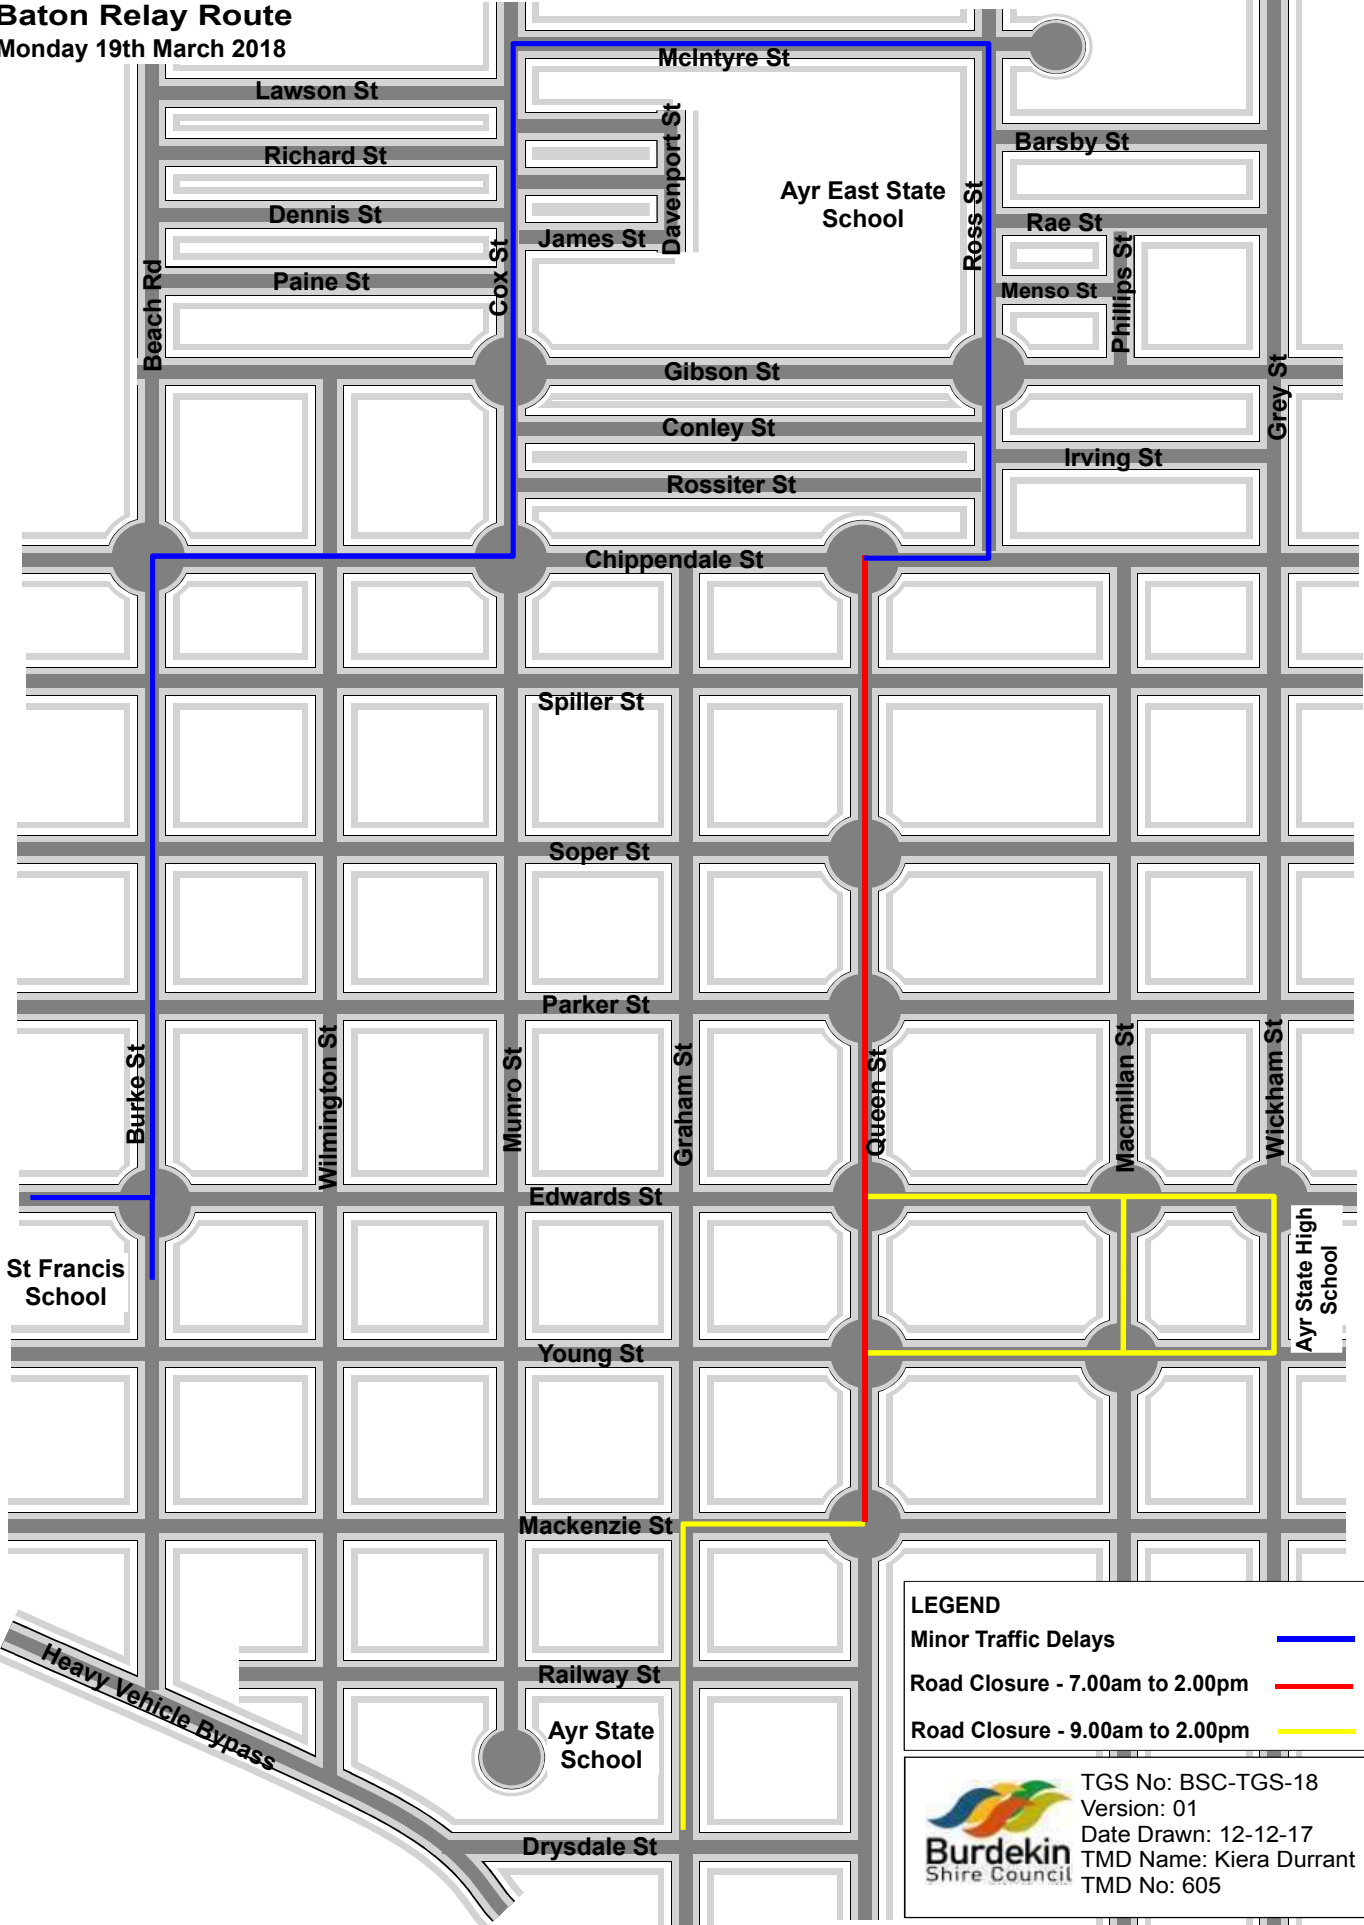 Baton Relay Route
Monday 19th March 2018
McIntyre St
Lawson St
Davenport St
Barsby St
Richard St
Ayr East State
School
Ross St
Dennis St
Rae St
James St
Phillips St
Cox St
Beach Rd
Paine St
Menso St
Gibson St
Grey St
Conley St
Irving St
Rossiter St
Chippendale St
Spiller St
Soper St
Parker St
Burke St
Wilmington St
Munro St
Graham St
Queen St
Macmillan St
Wickham St
Edwards St
St Francis
School
Ayr State High
School
Young St
Mackenzie St
Heavy Vehicle Bypass
Railway St
Ayr State
School
Drysdale St
LEGEND
Minor Traffic Delays
Road Closure - 7.00am to 2.00pm
Road Closure - 9.00am to 2.00pm
Burdekin
Shire Council
TGS No: BSC-TGS-18
Version: 01
Date Drawn: 12-12-17
TMD Name: Kiera Durrant
TMD No: 605